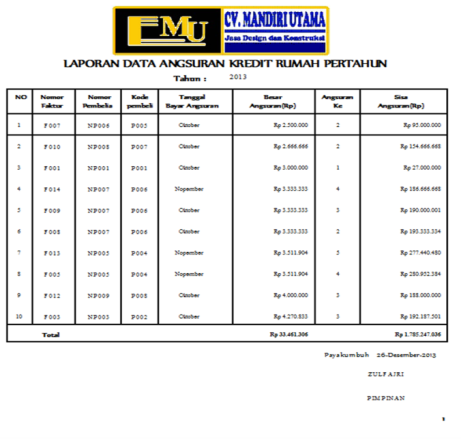 EMU
CV. MANDIRI UTAMA
Jasa Design dan Konstruksi
LAPORAN DATA ANGSURAN KREDIT RUMAH PERTAHUN
Tahun : 2013
NO Nomor Faktur Nomor Pembelia Kode pembeli Tanggal Bayar Angsuran Besar Angsuran(Rp) Angsuran Ke Sisa Angsuran(Rp)
1 F007 NP006 P005 Oktober Rp 2.500.000 2 Rp 95.000.000
2 F010 NP008 P007 Oktober Rp 2.666.666 2 Rp 154.666.668
3 F001 NP001 P001 Oktober Rp 3.000.000 1 Rp 27.000.000
4 F014 NP007 P006 Nopember Rp 3.333.333 4 Rp 186.666.668
5 F009 NP007 P006 Oktober Rp 3.333.333 3 Rp 190.000.001
6 F008 NP007 P006 Oktober Rp 3.333.333 2 Rp 193.333.334
7 F013 NP005 P004 Nopember Rp 3.511.904 5 Rp 277.440.480
8 F005 NP005 P004 Nopember Rp 3.511.904 4 Rp 280.952.384
9 F012 NP009 P008 Oktober Rp 4.000.000 3 Rp 188.000.000
10 F003 NP003 P002 Oktober Rp 4.270.833 3 Rp 192.187.501
Total Rp 33.461.306 Rp 1.785.247.036
Payakumbuh 26-Desember-2013
ZULFAJRI
PIMPINAN